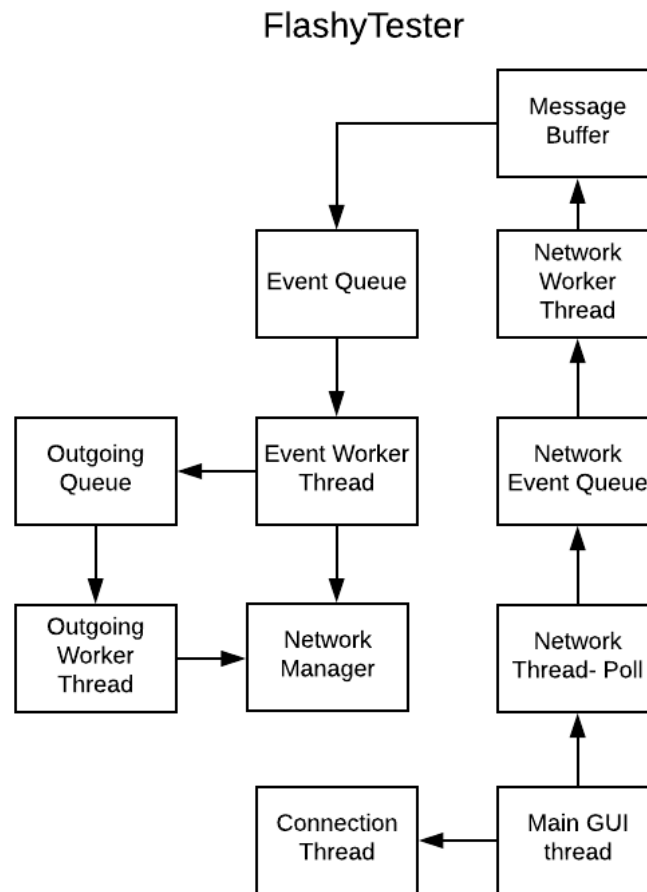 FlashyTester
Message
Buffer
Event Queue
Network
Worker
Thread
Outgoing
Queue
Event Worker
Thread
Network
Event Queue
Outgoing
Worker
Thread
Network
Manager
Network
Thread- Poll
Connection
Thread
Main GUI
thread